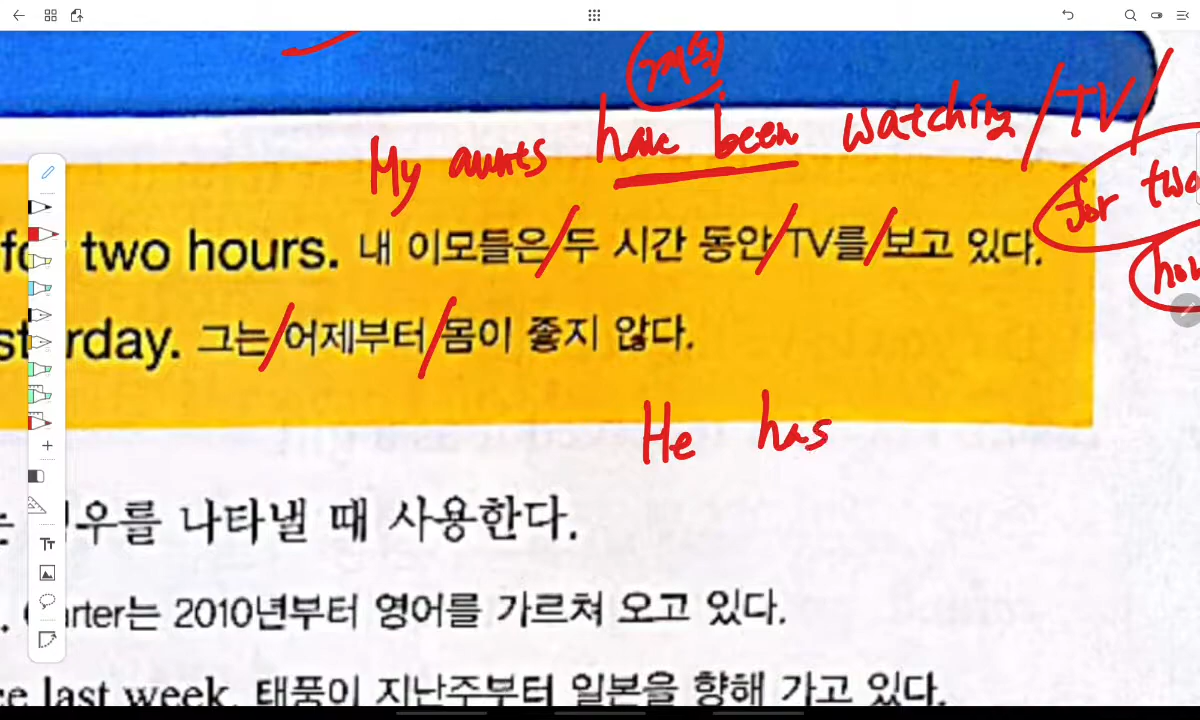 계속
My aunts have been watching / TV /
for two
for two hours. 내 이모들은/두 시간 동안/TV를/보고 있다.
sterday. 그는/어제부터/몸이 좋지 않다.
He has
우를 나타낼 때 사용한다.
arter는 2010년부터 영어를 가르쳐 오고 있다.
ce last week. 태풍이 지난주부터 일본을 향해 가고 있다.
Tт